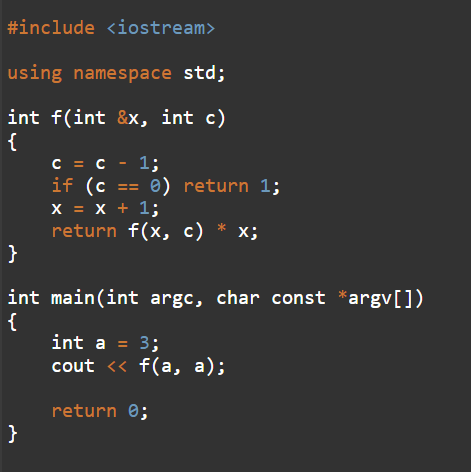 #include <iostream>
using namespace std;
int f(int &x, int c)
{
    c = c - 1;
    if (c == 0) return 1;
    x = x + 1;
    return f(x, c) * x;
}
int main(int argc, char const *argv[])
{
    int a = 3;
    cout << f(a, a);
    return 0;
}